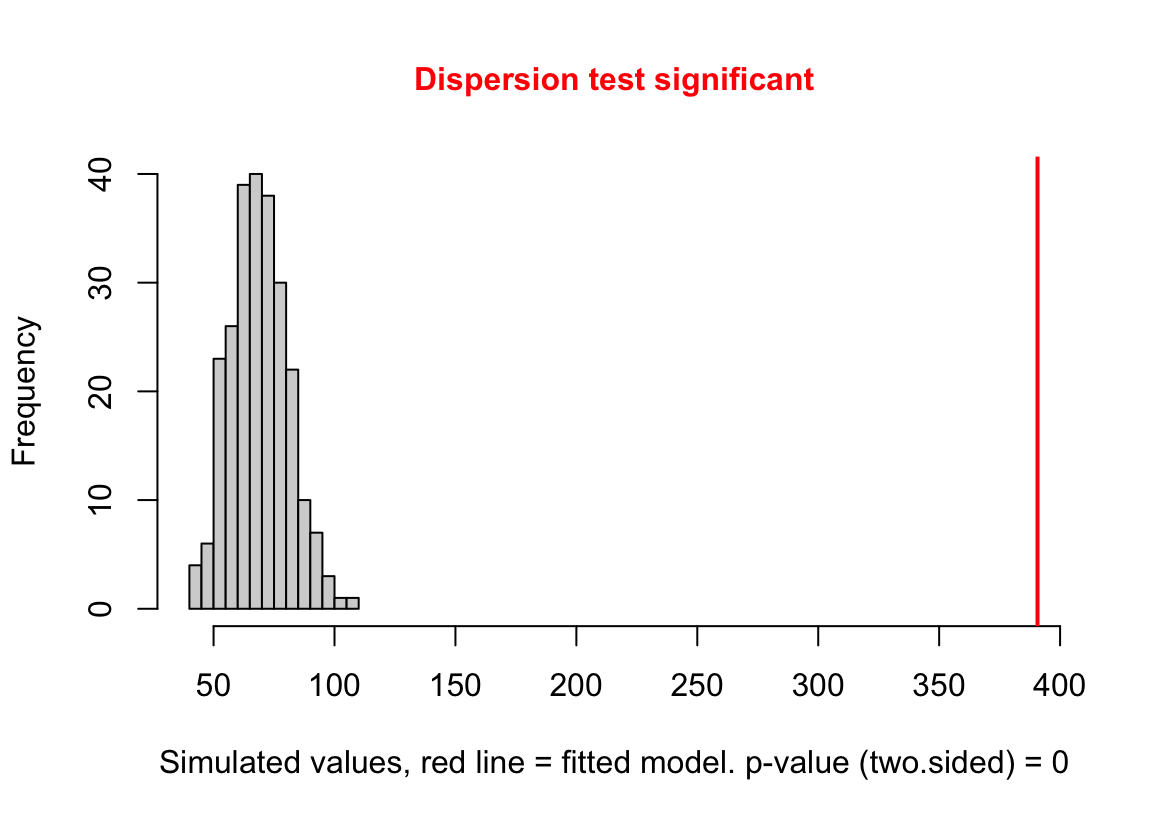 Dispersion test significant
Frequency
40
30
20
10
0
50 100 150 200 250 300 350 400
Simulated values, red line = fitted model. p-value (two.sided) = 0